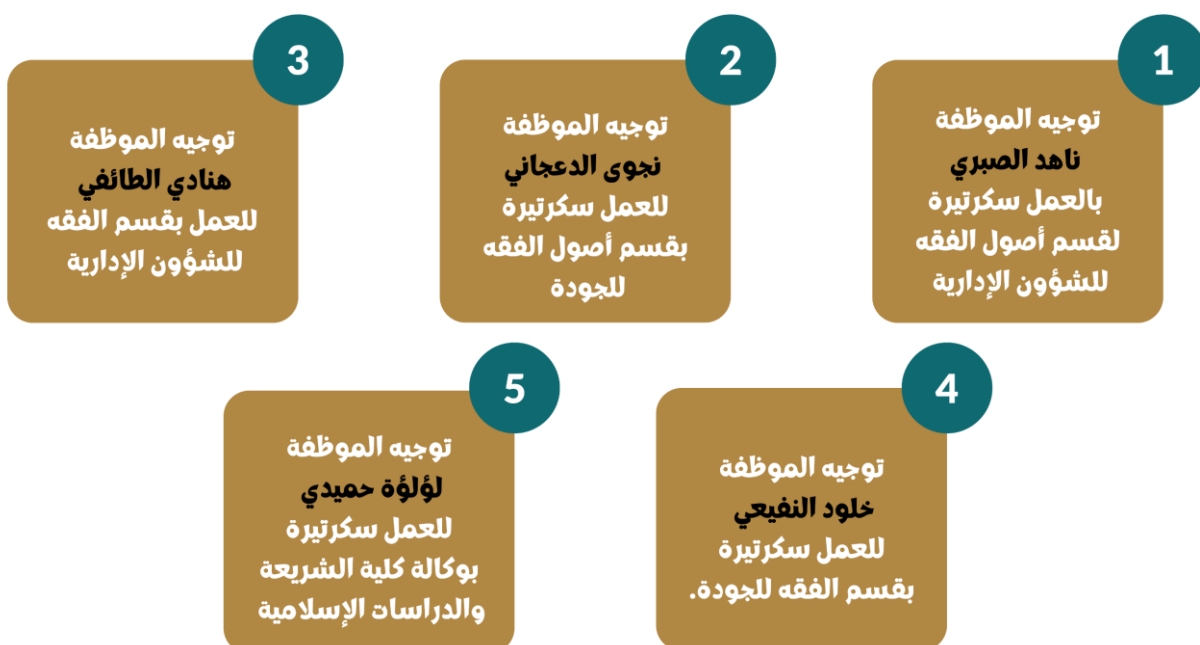 1
توجيه الموظفة
ناهد الصبري
بالعمل سكرتيرة
لقسم أصول الفقه
للشؤون الإدارية
2
توجيه الموظفة
نجوى الدعجاني
للعمل سكرتيرة
بقسم أصول الفقه
للجودة
3
توجيه الموظفة
هنادي الطائفي
للعمل بقسم الفقه
للشؤون الإدارية
4
توجيه الموظفة
خلود النفيعي
للعمل سكرتيرة
بقسم الفقه للجودة.
5
توجيه الموظفة
لؤلؤة حميدي
للعمل سكرتيرة
بوكالة كلية الشريعة
والدراسات الإسلامية